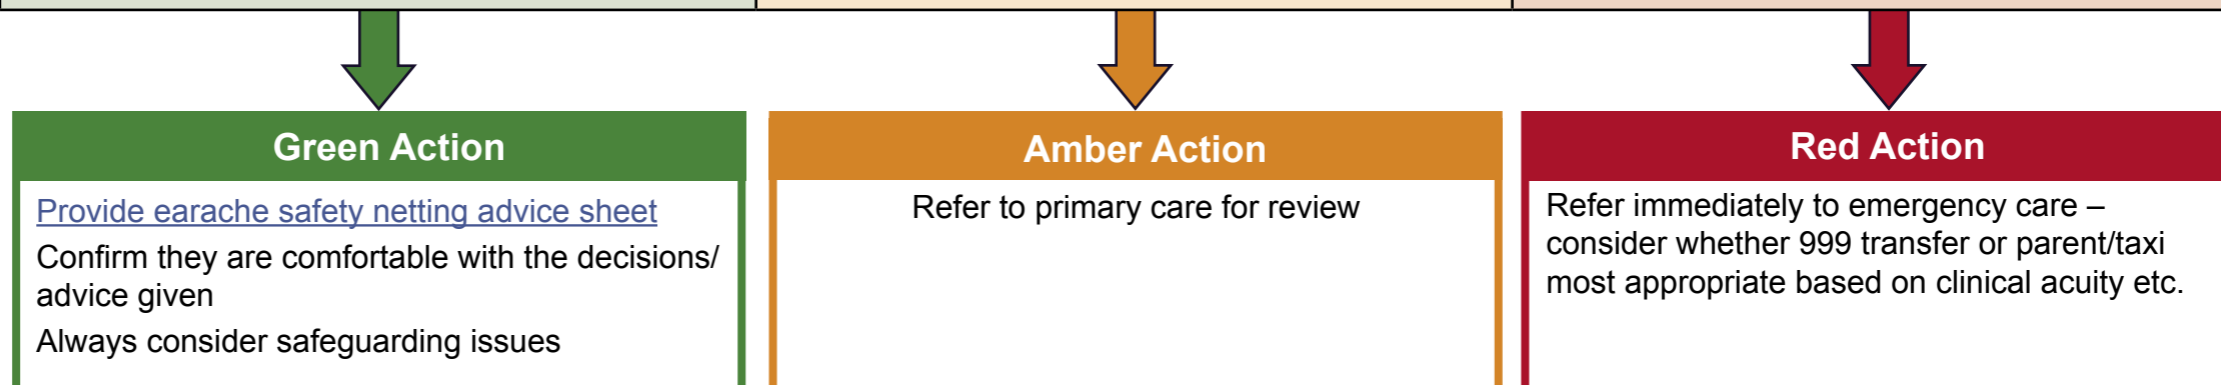 Green Action
Provide earache safety netting advice sheet
Confirm they are comfortable with the decisions/
advice given
Always consider safeguarding issues
Amber Action
Refer to primary care for review
Red Action
Refer immediately to emergency care –
consider whether 999 transfer or parent/taxi
most appropriate based on clinical acuity etc.